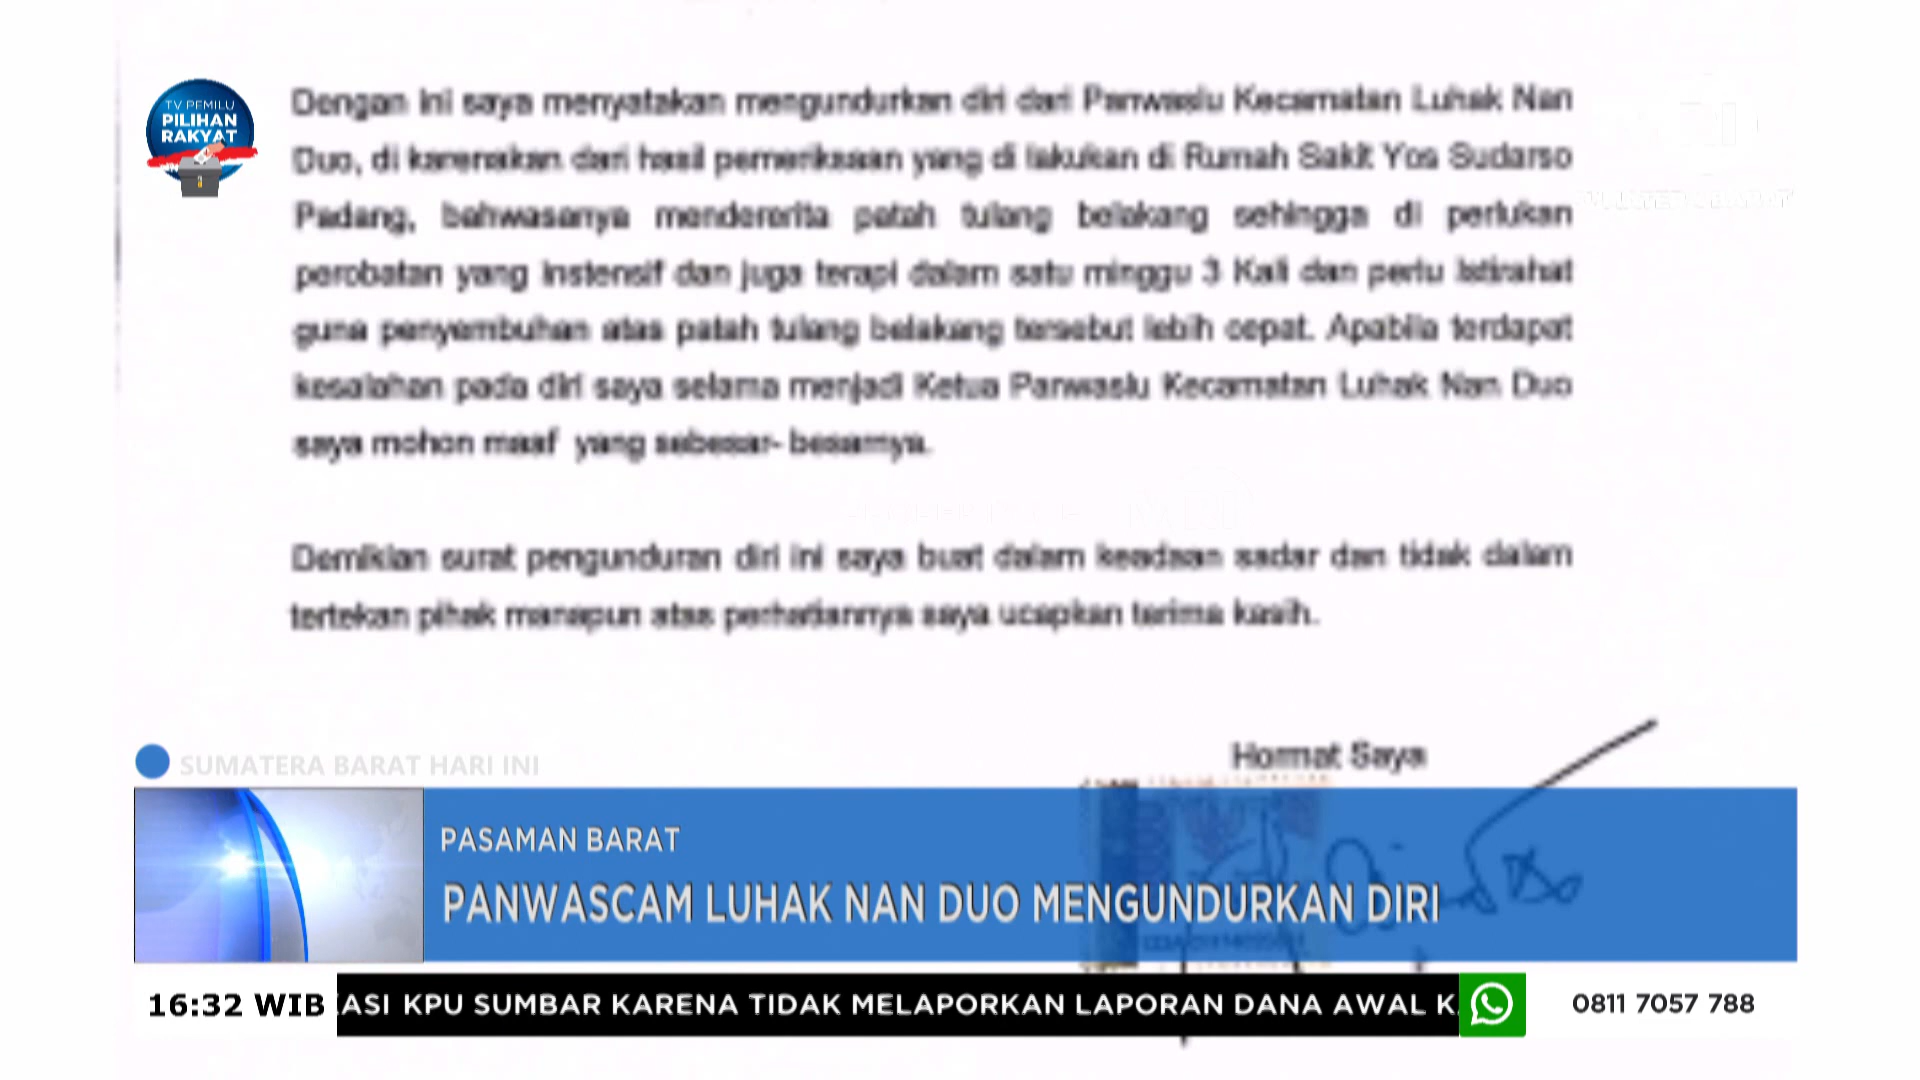 TV PEMILU
PILIHAN
RAKYAT
Dengan ini saya menyatakan mengundurkan diri dari Panwaslu Kecamatan Luhak Nan
Duo, di karenakan dari hasil pemeriksaan yang di lakukan di Rumah Sakit Yos Sudarso
Padang, bahwasanya mendererita patah tulang belakang sehingga di perlukan
perobatan yang instensif dan juga terapi dalam satu minggu 3 Kali dan perlu istirahat
guna penyembuhan atas patah tulang belakang tersebut lebih cepat. Apabila terdapat
kesalahan pada diri saya selama menjadi Ketua Panwaslu Kecamatan Luhak Nan Duo
saya mohon maaf yang sebesar- besarnya.
Demikian surat pengunduran diri ini saya buat dalam keadaan sadar dan tidak dalam
tertekan pihak manapun atas perhatiannya saya ucapkan terima kasih.
Hormat Saya
SUMATERA BARAT HARI INI
PASAMAN BARAT
PANWASCAM LUHAK NAN DUO MENGUNDURKAN DIRI
16:32 WIB
ASI KPU SUMBAR KARENA TIDAK MELAPORKAN LAPORAN DANA AWAL K
0811 7057 788